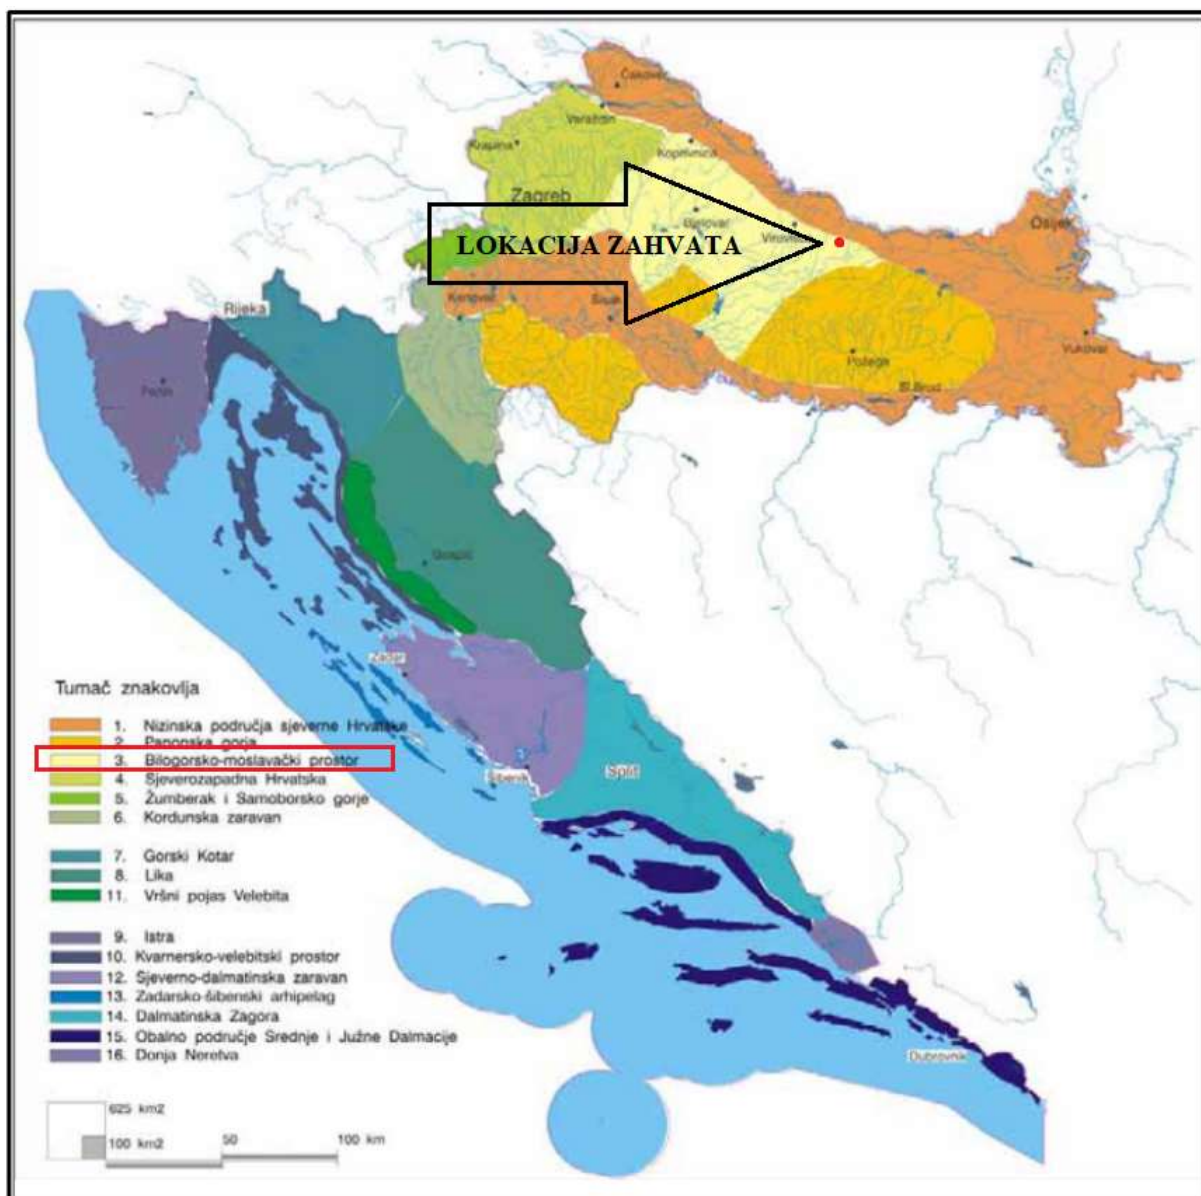 Čakovec
Varaždin
Krapina
Koprivnica
Zagreb
Bjelovar
Osijek
LOKACIJA ZAHVATA
Karlovac
Sisak
Rijeka
Vukovar
Požega
Sl.Brod
Pazin
Gospić
Zadar
Šibenik
Split
Dubrovnik
Tumač znakovlja
1. Nizinska područja sjeverne Hrvatske
2. Panonska gorja
3. Bilogorsko-moslavački prostor
4. Sjeverozapadna Hrvatska
5. Žumberak i Samoborsko gorje
6. Kordunska zaravan
7. Gorski Kotar
8. Lika
11. Vršni pojas Velebita
9. Istra
10. Kvarnersko-velebitski prostor
12. Sjeverno-dalmatinska zaravan
13. Zadarsko-šibenski arhipelag
14. Dalmatinska Zagora
15. Obalno područje Srednje i Južne Dalmacije
16. Donja Neretva
625 km2
100 km2
50
100 km